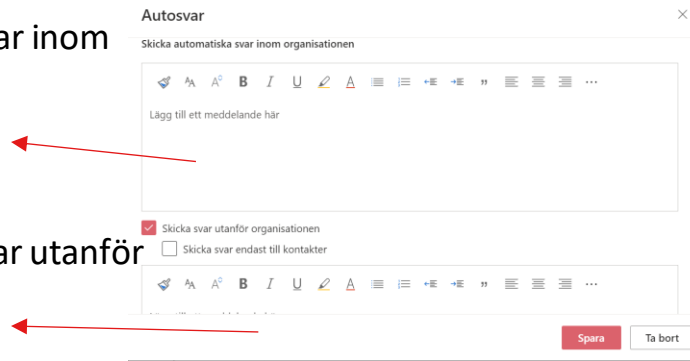 Autosvar
ar inom
Skicka automatiska svar inom organisationen
B I U A
Lägg till ett meddelande här
Skicka svar utanför organisationen
ar utanför
Skicka svar endast till kontakter
B I U A
Spara
Ta bort